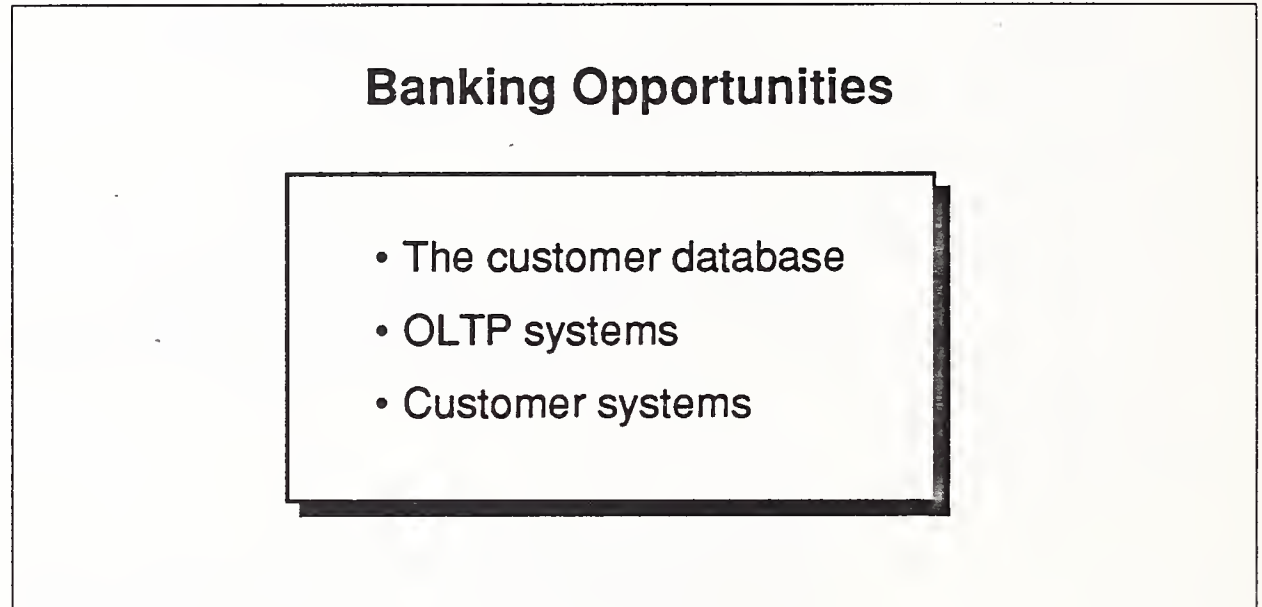 Banking Opportunities
• The customer database
• OLTP systems
• Customer systems